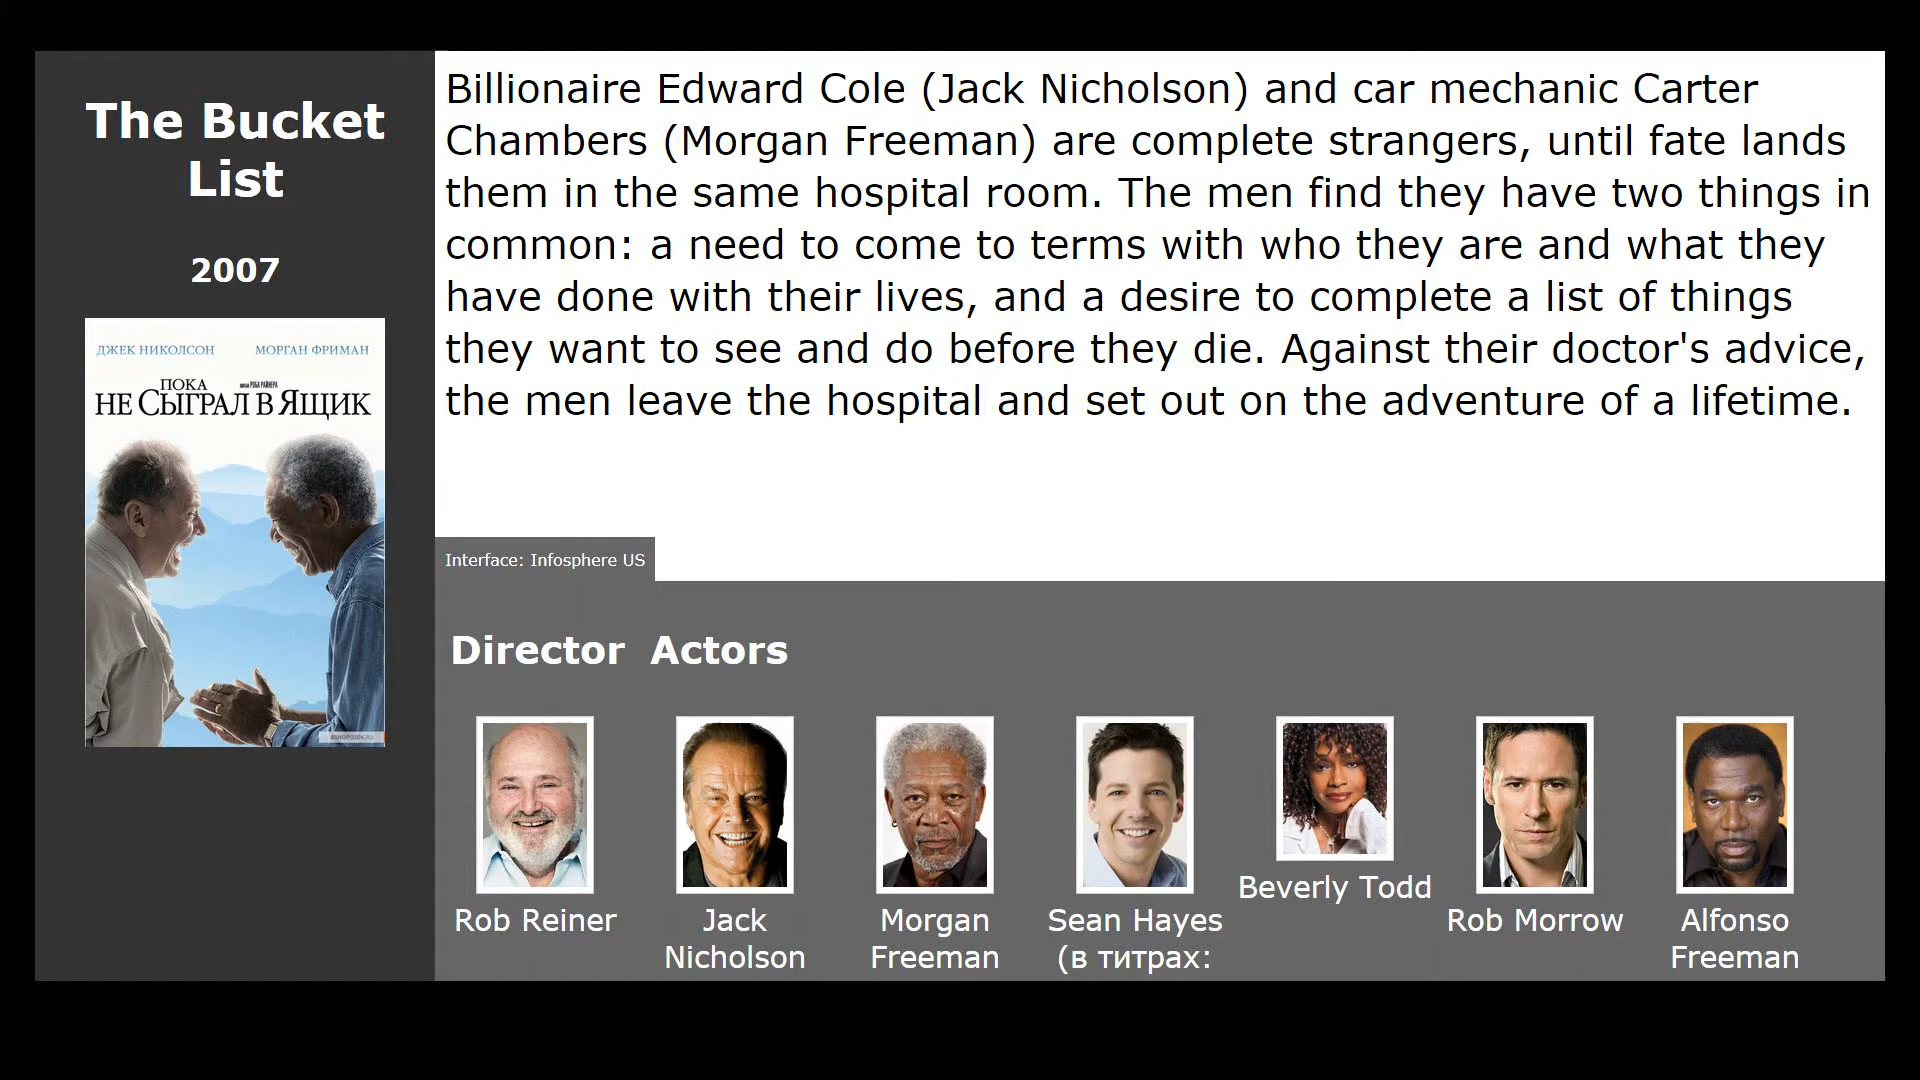 The Bucket
List
2007
ДЖЕК НИКОЛСОН МОРГАН ФРИМАН
ПОКА
ФИЛЬМ РОБА РАЙНЕРА
НЕ СЫГРАЛ В ЯЩИК
KINOPOISK.RU
Billionaire Edward Cole (Jack Nicholson) and car mechanic Carter
Chambers (Morgan Freeman) are complete strangers, until fate lands
them in the same hospital room. The men find they have two things in
common: a need to come to terms with who they are and what they
have done with their lives, and a desire to complete a list of things
they want to see and do before they die. Against their doctor's advice,
the men leave the hospital and set out on the adventure of a lifetime.
Interface: Infosphere US
Director Actors
Rob Reiner
Jack
Nicholson
Morgan
Freeman
Sean Hayes
(в титрах:
Beverly Todd
Rob Morrow
Alfonso
Freeman